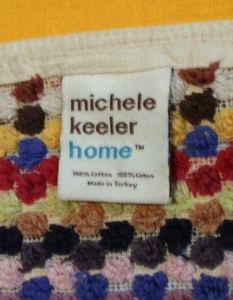 michele
keeler
home™
100% Cotton 100% Coton
Made in Turkey